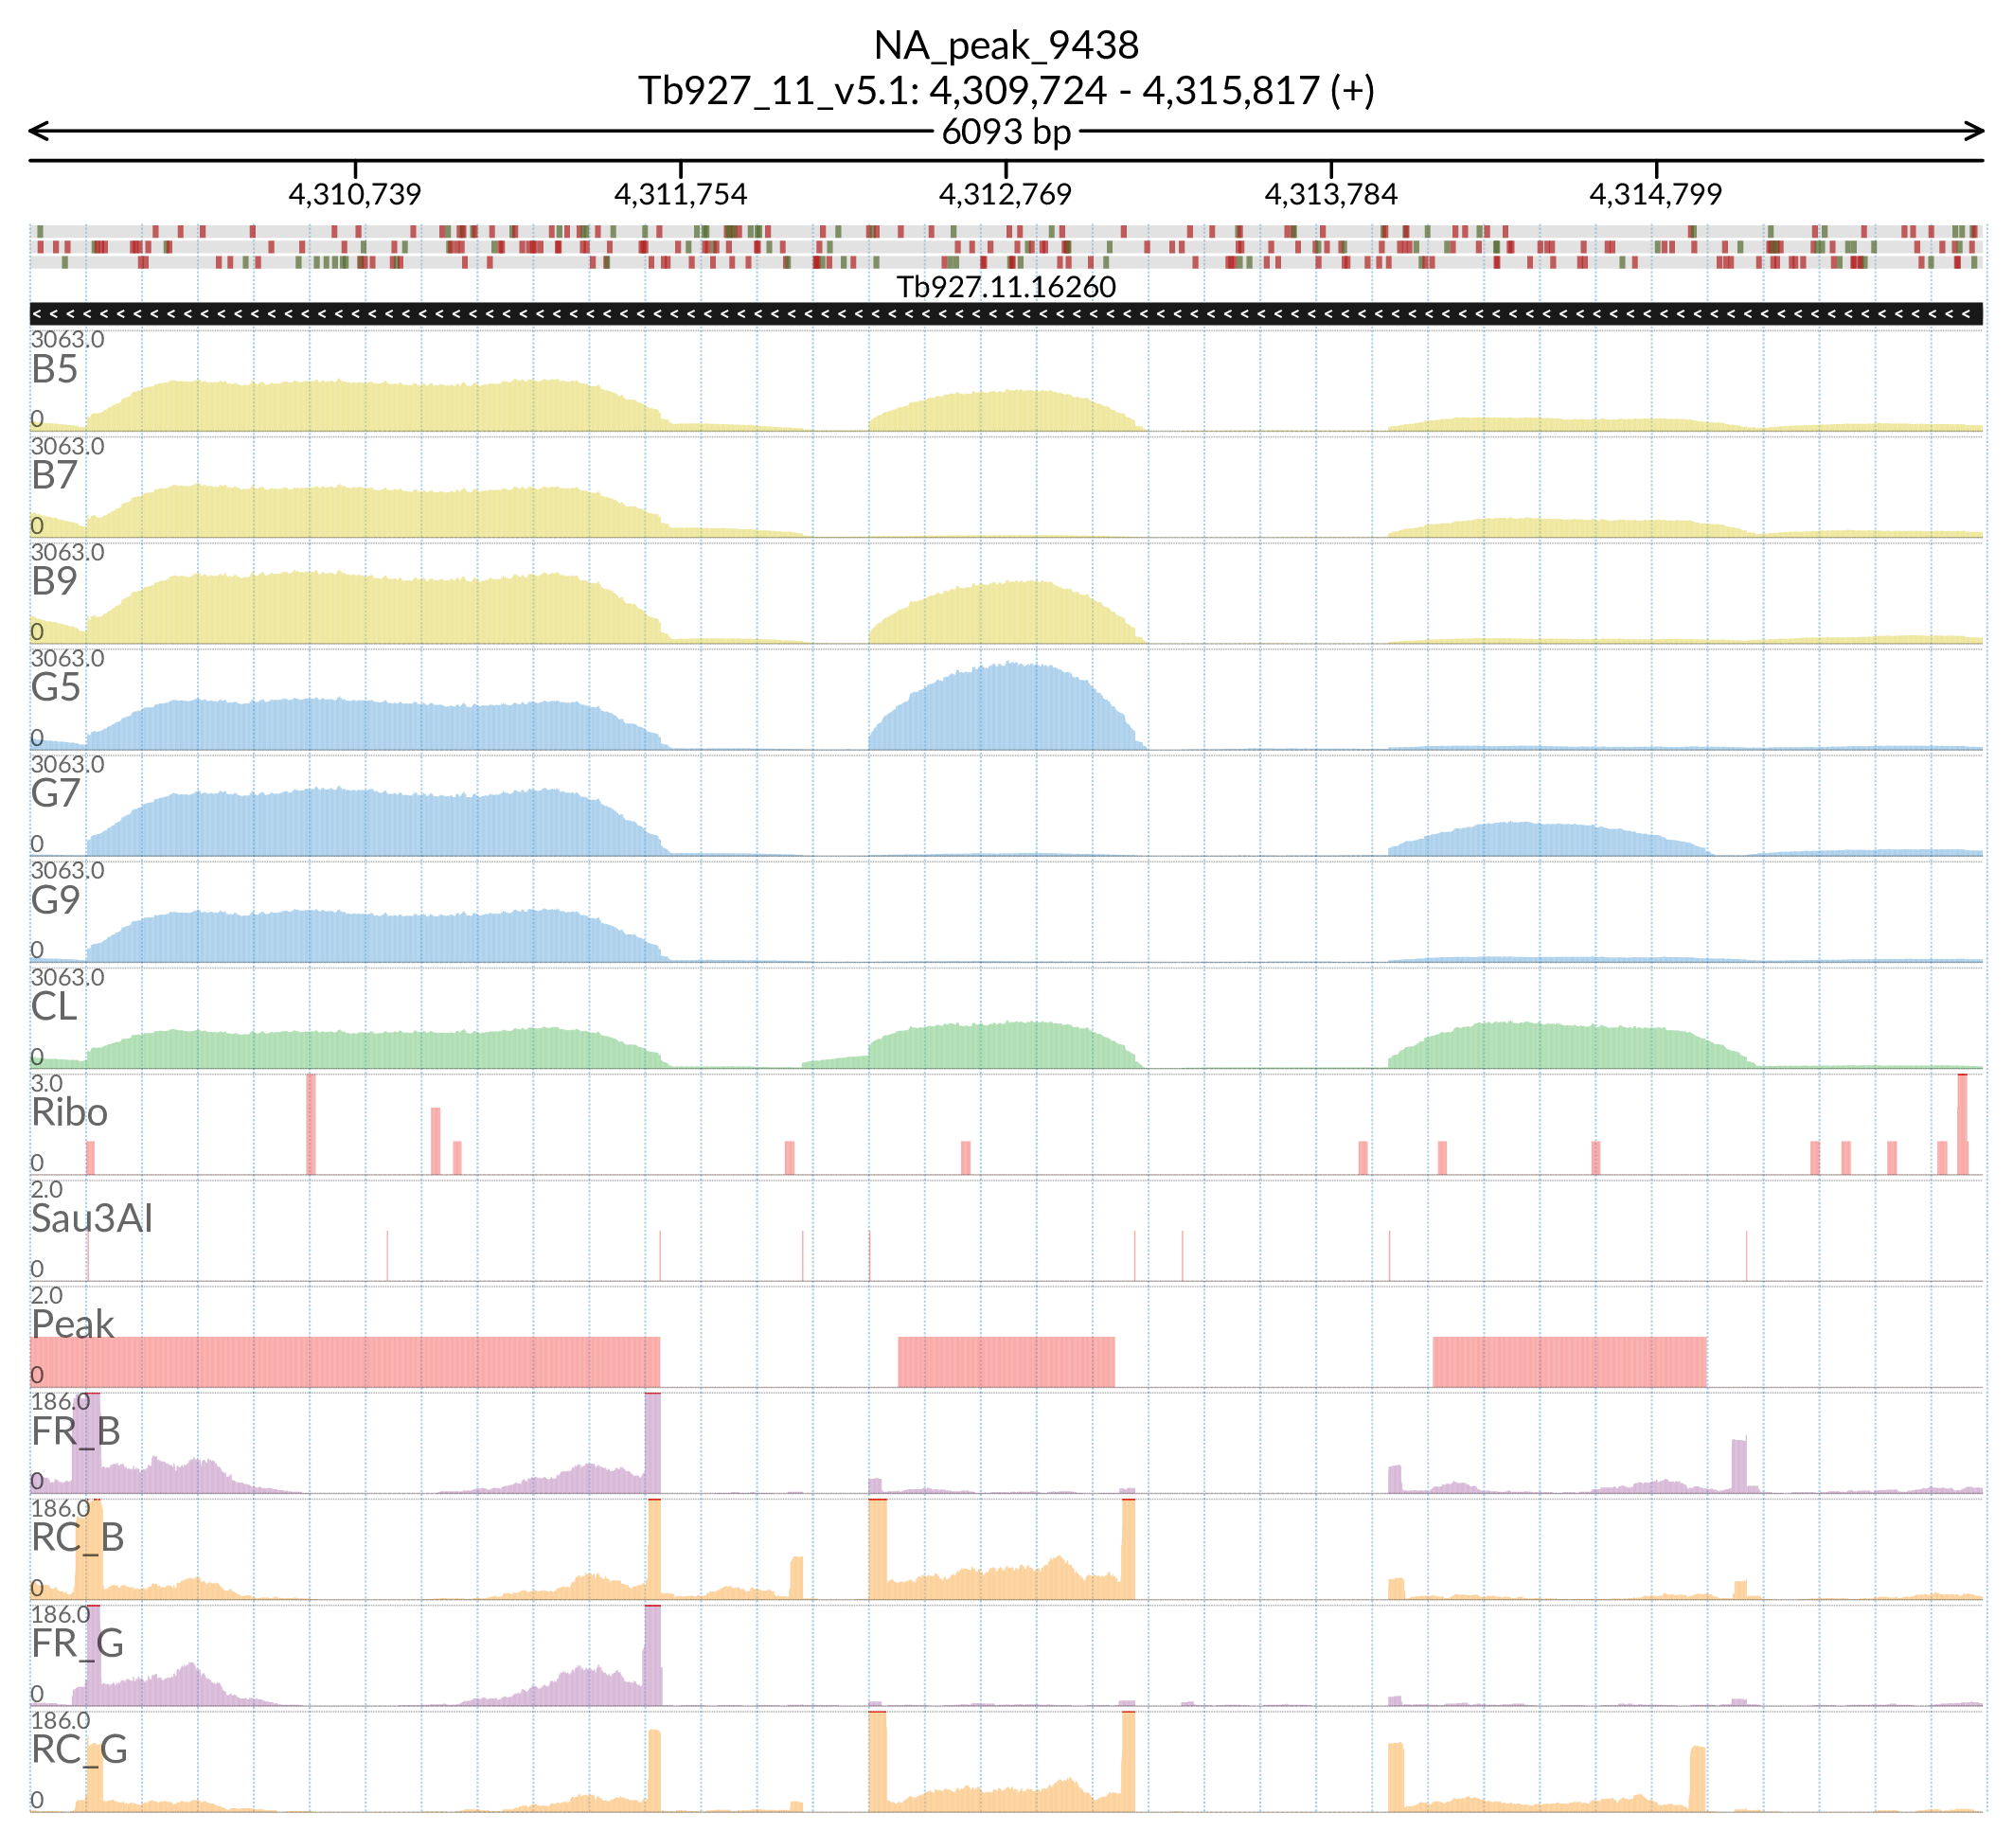 NA_peak_9438
Tb927_11_v5.1: 4,309,724 - 4,315,817 (+)
6093 bp
4,310,739 4,311,754 4,312,769 4,313,784 4,314,799
Tb927.11.16260
3063.0
B5
0
3063.0
B7
0
3063.0
B9
0
3063.0
G5
0
3063.0
G7
0
3063.0
G9
0
3063.0
CL
0
3.0
Ribo
0
2.0
Sau3AI
0
2.0
Peak
0
186.0
FR_B
0
186.0
RC_B
0
186.0
FR_G
0
186.0
RC_G
0